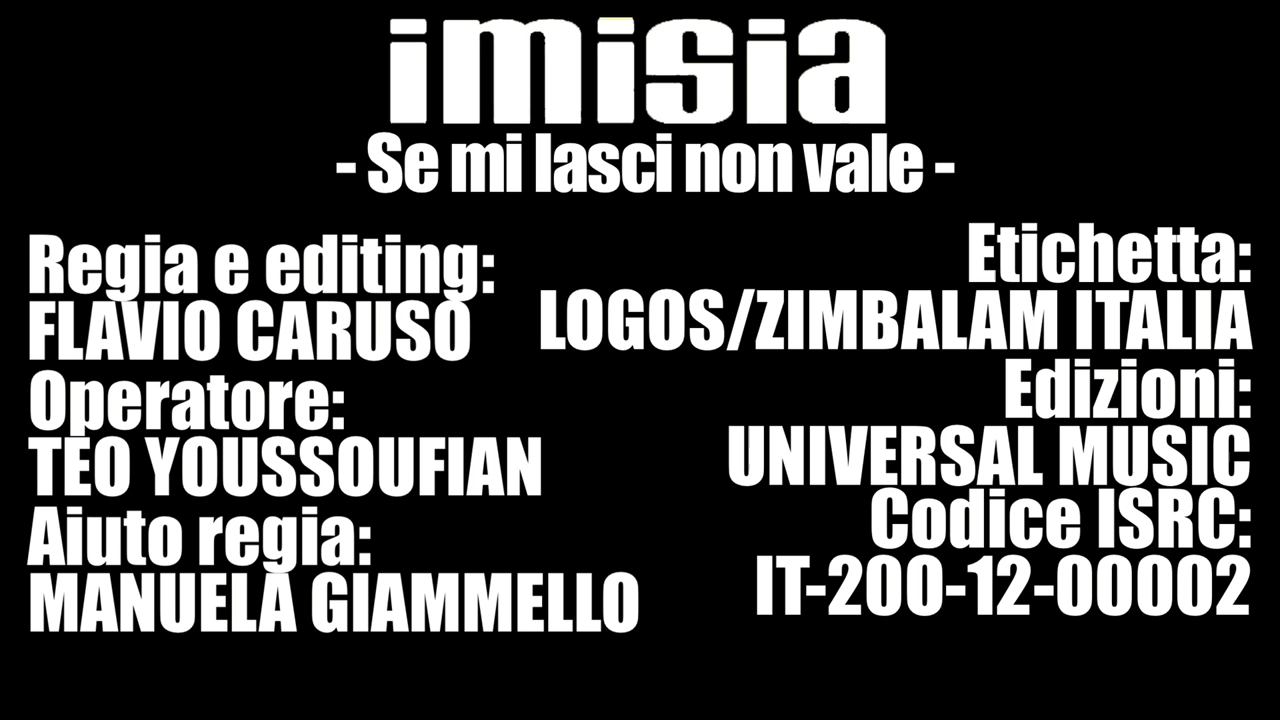 imisia
- Se mi lasci non vale -
Regia e editing:
FLAVIO CARUSO
Operatore:
TEO YOUSSOUFIAN
Aiuto regia:
MANUELA GIAMMELLO
Etichetta:
LOGOS/ZIMBALAM ITALIA
Edizioni:
UNIVERSAL MUSIC
Codice ISRC:
IT-200-12-00002